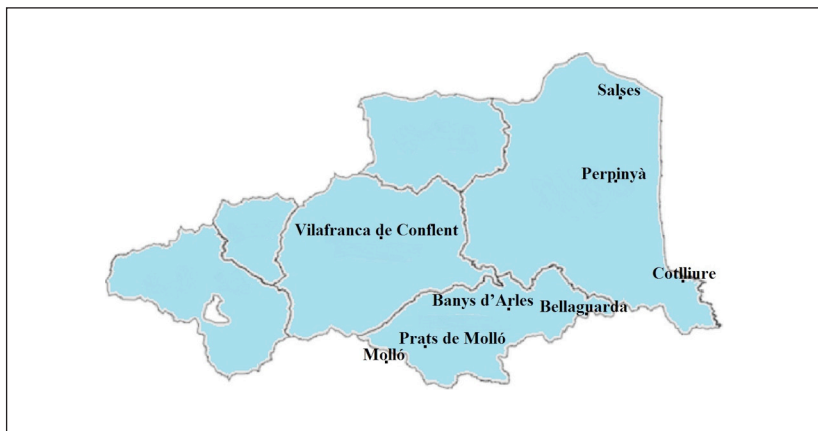 Salses
Perpinyà
Vilafranca de Conflent
Cotlliure
Banys d’Arles
Bellaguarda
Prats de Molló
Molló